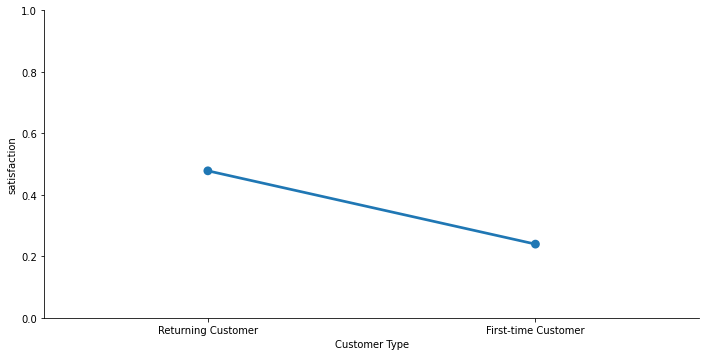 1.0
0.8
0.6
0.4
0.2
0.0
satisfaction
Returning Customer First-time Customer
Customer Type